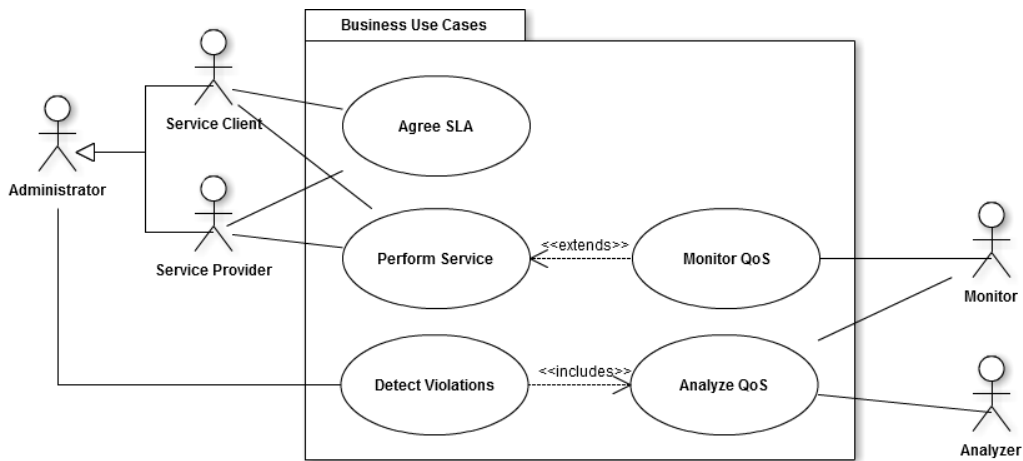 Business Use Cases
Service Client
Agree SLA
Administrator
Service Provider
Perform Service
<<extends>>
Monitor QoS
Monitor
Detect Violations
<<includes>>
Analyze QoS
Analyzer